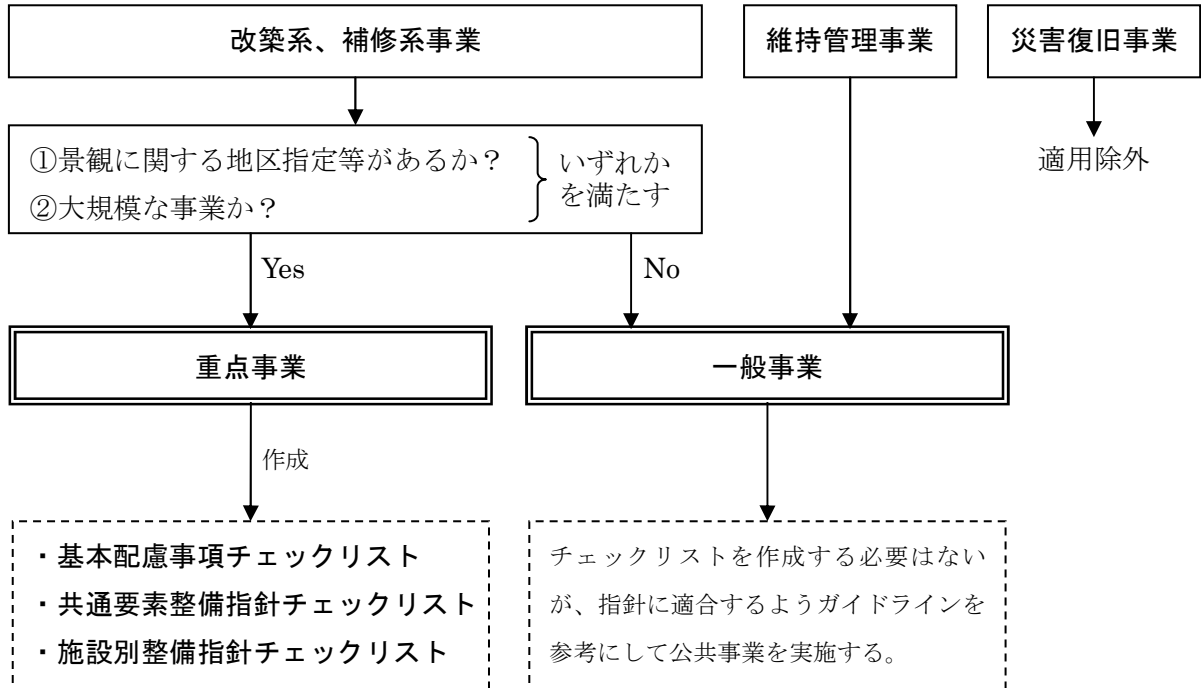 改築系、補修系事業
維持管理事業
災害復旧事業
①景観に関する地区指定等があるか?
②大規模な事業か?
いずれか
を満たす
適用除外
Yes
No
重点事業
一般事業
作成
・基本配慮事項チェックリスト
・共通要素整備指針チェックリスト
・施設別整備指針チェックリスト
チェックリストを作成する必要はない
が、指針に適合するようガイドラインを
参考にして公共事業を実施する。